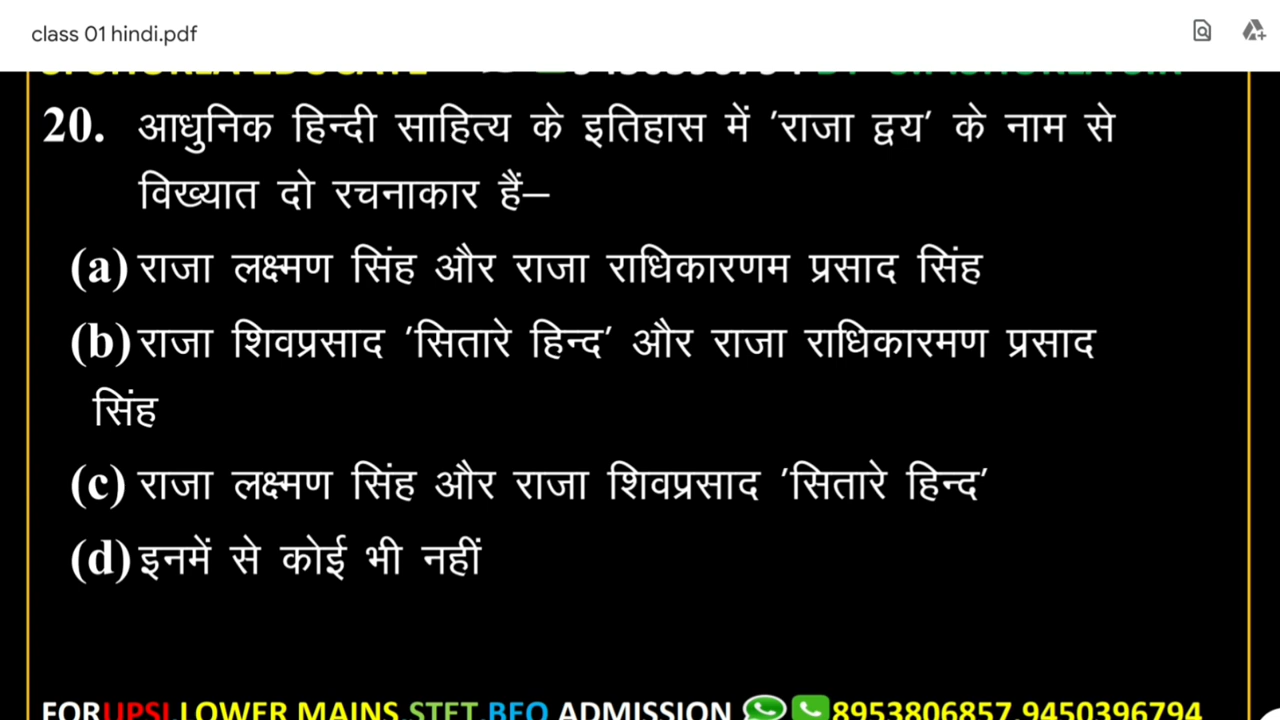 class 01 hindi.pdf
20. आधुनिक हिन्दी साहित्य के इतिहास में 'राजा द्वय' के नाम से
विख्यात दो रचनाकार हैं–
(a) राजा लक्ष्मण सिंह और राजा राधिकारणम प्रसाद सिंह
(b) राजा शिवप्रसाद 'सितारे हिन्द' और राजा राधिकारमण प्रसाद
सिंह
(c) राजा लक्ष्मण सिंह और राजा शिवप्रसाद 'सितारे हिन्द'
(d) इनमें से कोई भी नहीं
FOR UPSI,LOWER MAINS,STET,BEO ADMISSION 8953806857,9450396794